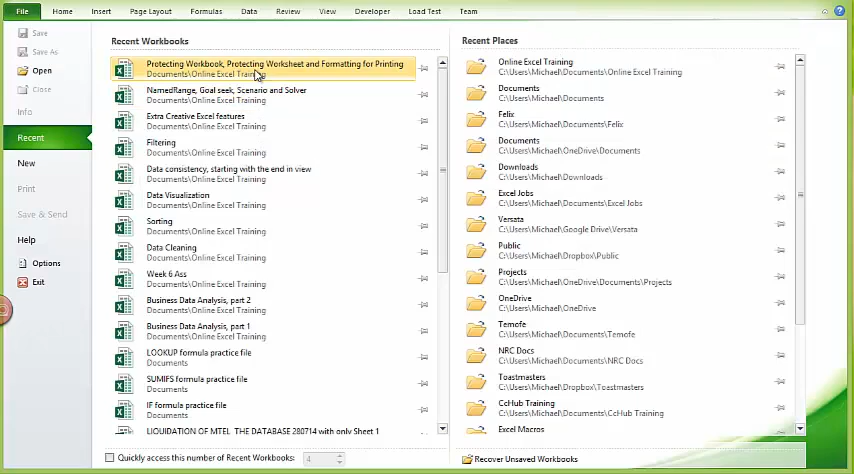 File Home Insert Page Layout Formulas Data Review View Developer Load Test Team
Save
Save As
Open
Close
Info
Recent
New
Print
Save & Send
Help
Options
Exit
Recent Workbooks
Protecting Workbook, Protecting Worksheet and Formatting for Printing
Documents\Online Excel Training
NamedRange, Goal seek, Scenario and Solver
Documents\Online Excel Training
Extra Creative Excel features
Documents\Online Excel Training
Filtering
Documents\Online Excel Training
Data consistency, starting with the end in view
Documents\Online Excel Training
Data Visualization
Documents\Online Excel Training
Sorting
Documents\Online Excel Training
Data Cleaning
Documents\Online Excel Training
Week 6 Ass
Documents\Online Excel Training
Business Data Analysis, part 2
Documents\Online Excel Training
Business Data Analysis, part 1
Documents\Online Excel Training
LOOKUP formula practice file
Documents
SUMIFS formula practice file
Documents
IF formula practice file
Documents
LIQUIDATION OF MTEL THE DATABASE 280714 with only Sheet 1
Quickly access this number of Recent Workbooks: 4
Recent Places
Online Excel Training
C:\Users\Michael\Documents\Online Excel Training
Documents
C:\Users\Michael\Documents
Felix
C:\Users\Michael\Documents\Felix
Documents
C:\Users\Michael\OneDrive\Documents
Downloads
C:\Users\Michael\Downloads
Excel Jobs
C:\Users\Michael\Documents\Excel Jobs
Versata
C:\Users\Michael\Google Drive\Versata
Public
C:\Users\Michael\Dropbox\Public
Projects
C:\Users\Michael\OneDrive\Documents\Projects
OneDrive
C:\Users\Michael\OneDrive
Temofe
C:\Users\Michael\Documents\Temofe
NRC Docs
C:\Users\Michael\Documents\NRC Docs
Toastmasters
C:\Users\Michael\Dropbox\Toastmasters
CcHub Training
C:\Users\Michael\Documents\CcHub Training
Excel Macros
Recover Unsaved Workbooks